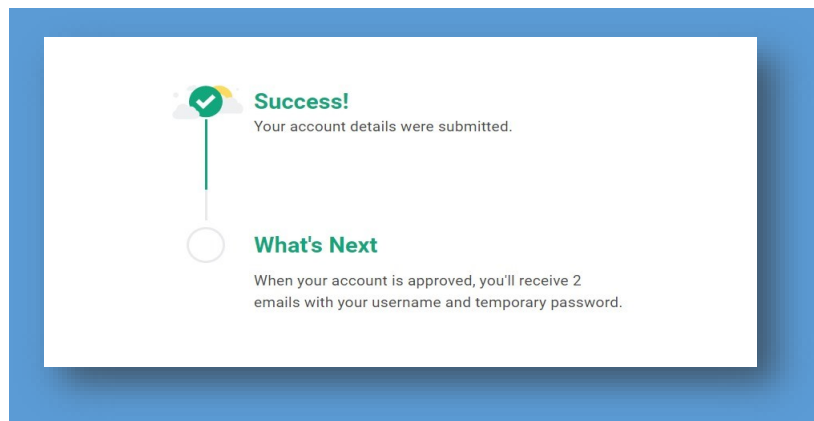 Success!
Your account details were submitted.
What's Next
When your account is approved, you'll receive 2
emails with your username and temporary password.